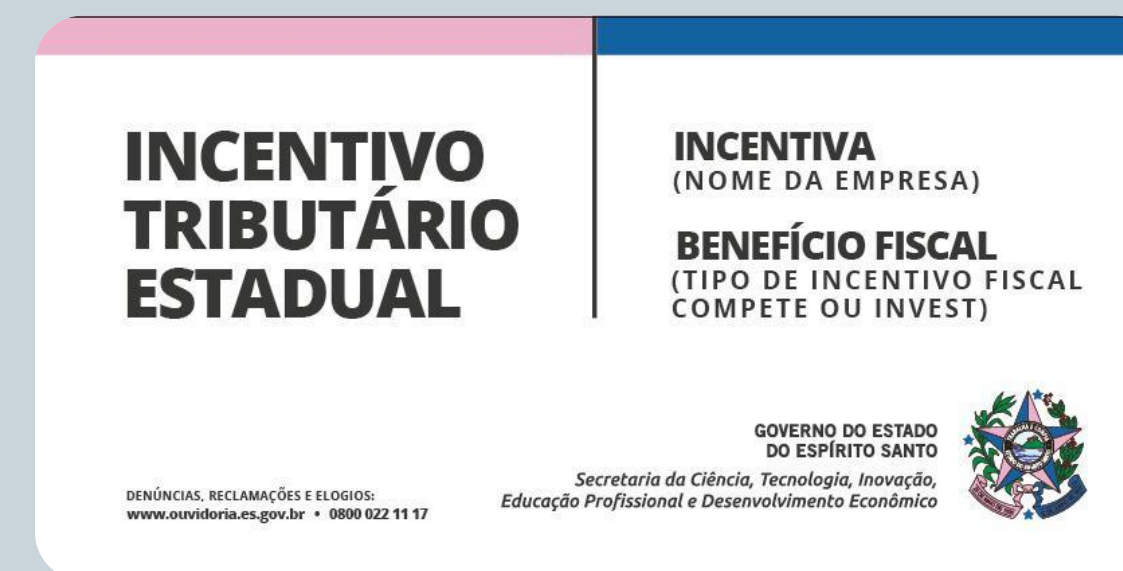 INCENTIVO
TRIBUTÁRIO
ESTADUAL
INCENTIVA
(NOME DA EMPRESA)
BENEFÍCIO FISCAL
(TIPO DE INCENTIVO FISCAL
COMPETE OU INVEST)
GOVERNO DO ESTADO
DO ESPÍRITO SANTO
Secretaria da Ciência, Tecnologia, Inovação,
Educação Profissional e Desenvolvimento Econômico
DENÚNCIAS, RECLAMAÇÕES E ELOGIOS:
www.ouvidoria.es.gov.br • 0800 022 11 17